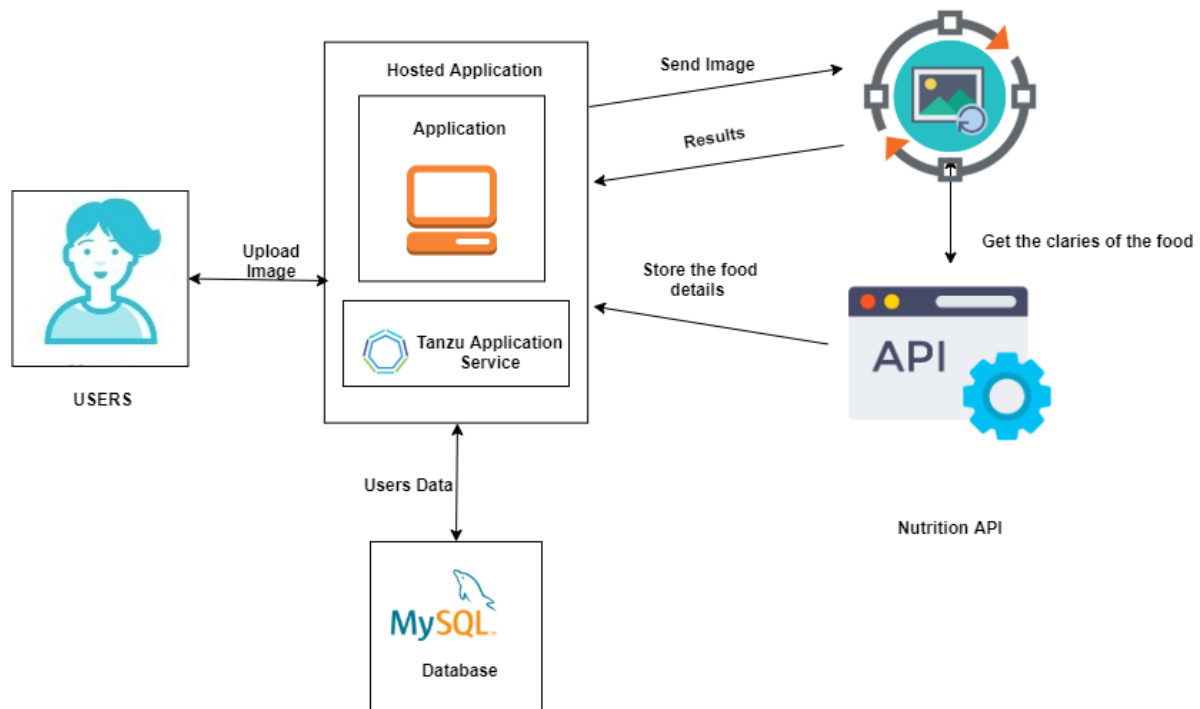 Hosted Application
Application
Tanzu Application
Service
Send Image
Results
Upload
Image
USERS
Get the claries of the food
Store the food
details
API
Nutrition API
Users Data
MySQL
Database